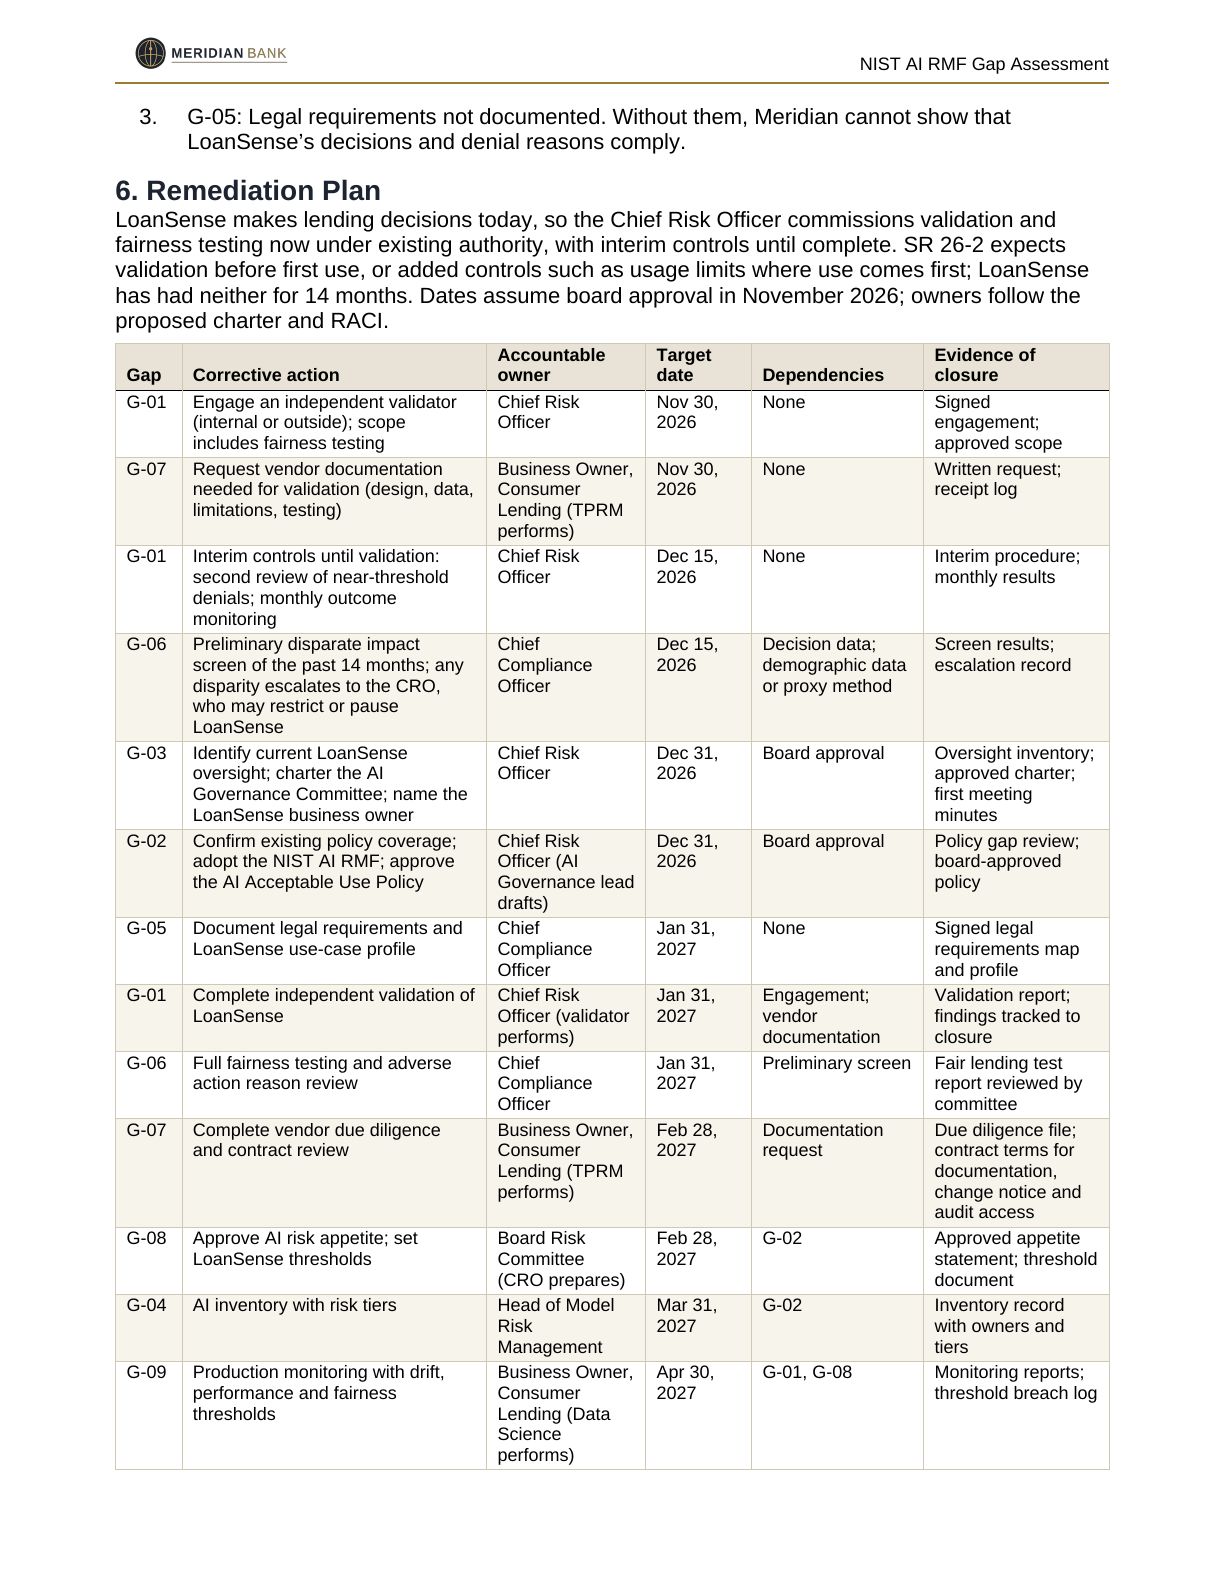 MERIDIAN BANK
NIST AI RMF Gap Assessment
3. G-05: Legal requirements not documented. Without them, Meridian cannot show that
LoanSense’s decisions and denial reasons comply.
6. Remediation Plan
LoanSense makes lending decisions today, so the Chief Risk Officer commissions validation and
fairness testing now under existing authority, with interim controls until complete. SR 26-2 expects
validation before first use, or added controls such as usage limits where use comes first; LoanSense
has had neither for 14 months. Dates assume board approval in November 2026; owners follow the
proposed charter and RACI.
Gap
Corrective action
Accountable
owner
Target
date
Dependencies
Evidence of
closure
G-01
Engage an independent validator
(internal or outside); scope
includes fairness testing
Chief Risk
Officer
Nov 30,
2026
None
Signed
engagement;
approved scope
G-07
Request vendor documentation
needed for validation (design, data,
limitations, testing)
Business Owner,
Consumer
Lending (TPRM
performs)
Nov 30,
2026
None
Written request;
receipt log
G-01
Interim controls until validation:
second review of near-threshold
denials; monthly outcome
monitoring
Chief Risk
Officer
Dec 15,
2026
None
Interim procedure;
monthly results
G-06
Preliminary disparate impact
screen of the past 14 months; any
disparity escalates to the CRO,
who may restrict or pause
LoanSense
Chief
Compliance
Officer
Dec 15,
2026
Decision data;
demographic data
or proxy method
Screen results;
escalation record
G-03
Identify current LoanSense
oversight; charter the AI
Governance Committee; name the
LoanSense business owner
Chief Risk
Officer
Dec 31,
2026
Board approval
Oversight inventory;
approved charter;
first meeting
minutes
G-02
Confirm existing policy coverage;
adopt the NIST AI RMF; approve
the AI Acceptable Use Policy
Chief Risk
Officer (AI
Governance lead
drafts)
Dec 31,
2026
Board approval
Policy gap review;
board-approved
policy
G-05
Document legal requirements and
LoanSense use-case profile
Chief
Compliance
Officer
Jan 31,
2027
None
Signed legal
requirements map
and profile
G-01
Complete independent validation of
LoanSense
Chief Risk
Officer (validator
performs)
Jan 31,
2027
Engagement;
vendor
documentation
Validation report;
findings tracked to
closure
G-06
Full fairness testing and adverse
action reason review
Chief
Compliance
Officer
Jan 31,
2027
Preliminary screen
Fair lending test
report reviewed by
committee
G-07
Complete vendor due diligence
and contract review
Business Owner,
Consumer
Lending (TPRM
performs)
Feb 28,
2027
Documentation
request
Due diligence file;
contract terms for
documentation,
change notice and
audit access
G-08
Approve AI risk appetite; set
LoanSense thresholds
Board Risk
Committee
(CRO prepares)
Feb 28,
2027
G-02
Approved appetite
statement; threshold
document
G-04
AI inventory with risk tiers
Head of Model
Risk
Management
Mar 31,
2027
G-02
Inventory record
with owners and
tiers
G-09
Production monitoring with drift,
performance and fairness
thresholds
Business Owner,
Consumer
Lending (Data
Science
performs)
Apr 30,
2027
G-01, G-08
Monitoring reports;
threshold breach log